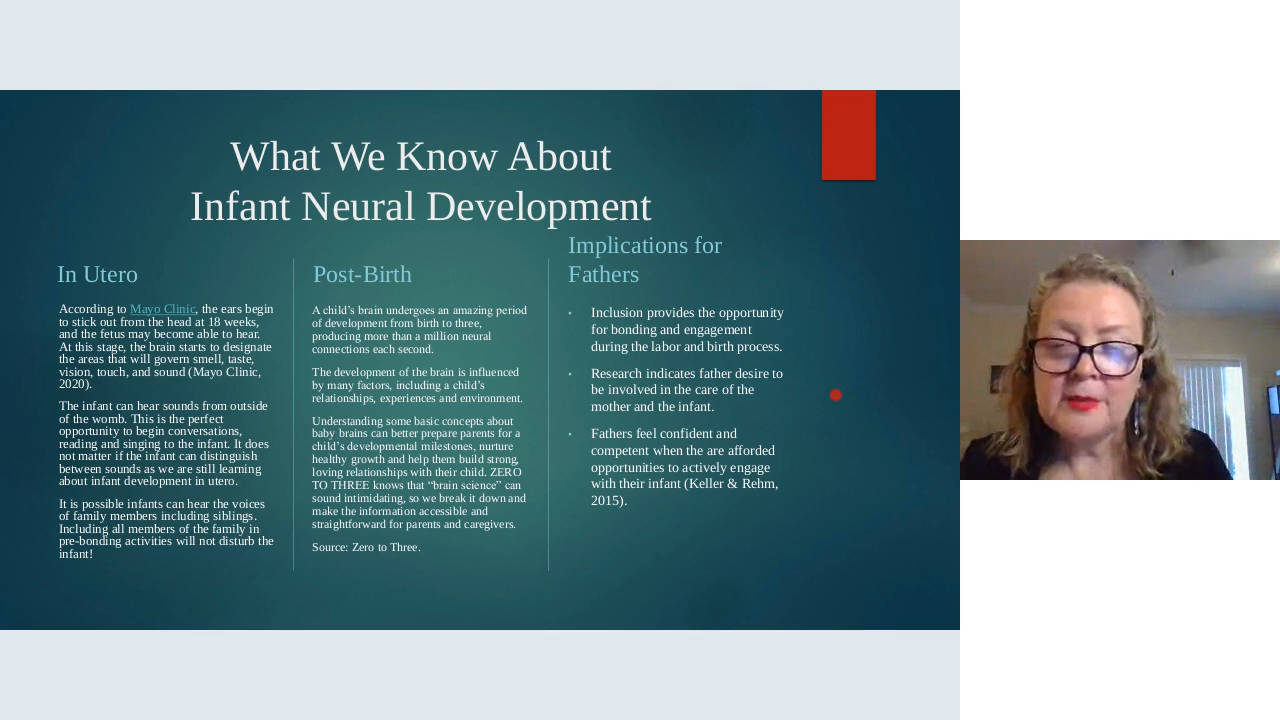 What We Know About
Infant Neural Development
In Utero
According to Mayo Clinic, the ears begin
to stick out from the head at 18 weeks,
and the fetus may become able to hear.
At this stage, the brain starts to designate
the areas that will govern smell, taste,
vision, touch, and sound (Mayo Clinic,
2020).
The infant can hear sounds from outside
of the womb. This is the perfect
opportunity to begin conversations,
reading and singing to the infant. It does
not matter if the infant can distinguish
between sounds as we are still learning
about infant development in utero.
It is possible infants can hear the voices
of family members including siblings.
Including all members of the family in
pre-bonding activities will not disturb the
infant!
Post-Birth
A child’s brain undergoes an amazing period
of development from birth to three,
producing more than a million neural
connections each second.
The development of the brain is influenced
by many factors, including a child’s
relationships, experiences and environment.
Understanding some basic concepts about
baby brains can better prepare parents for a
child’s developmental milestones, nurture
healthy growth and help them build strong,
loving relationships with their child. ZERO
TO THREE knows that “brain science” can
sound intimidating, so we break it down and
make the information accessible and
straightforward for parents and caregivers.
Source: Zero to Three.
Implications for
Fathers
• Inclusion provides the opportunity
for bonding and engagement
during the labor and birth process.
• Research indicates father desire to
be involved in the care of the
mother and the infant.
• Fathers feel confident and
competent when the are afforded
opportunities to actively engage
with their infant (Keller & Rehm,
2015).